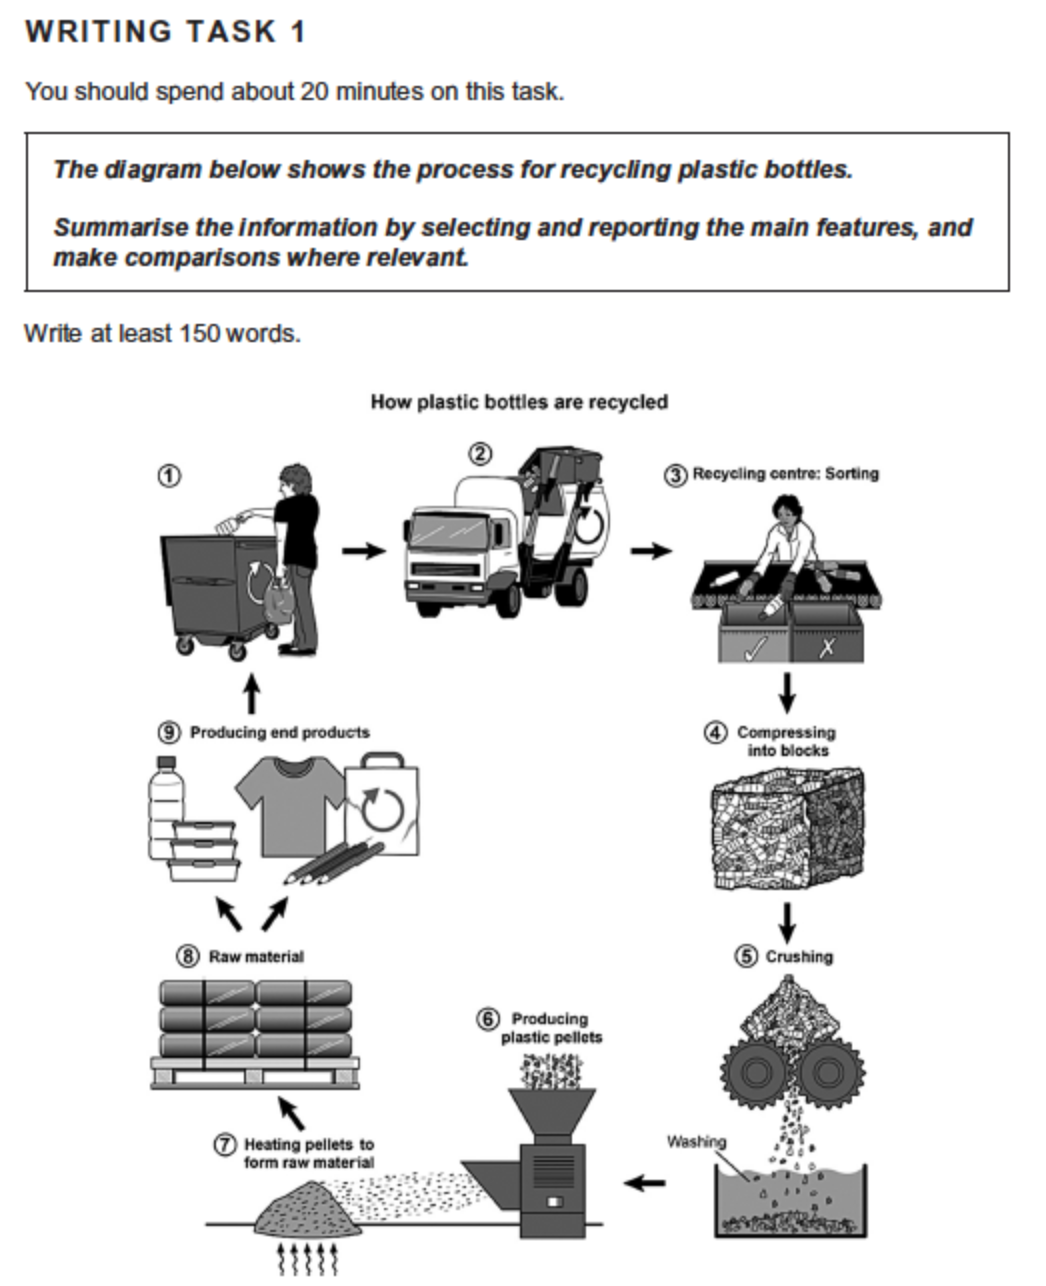 WRITING TASK 1
You should spend about 20 minutes on this task.
The diagram below shows the process for recycling plastic bottles.
Summarise the information by selecting and reporting the main features, and
make comparisons where relevant.
Write at least 150 words.
How plastic bottles are recycled
1
2
3 Recycling centre: Sorting
4 Compressing
into blocks
5 Crushing
Washing
6 Producing
plastic pellets
7 Heating pellets to
form raw material
8 Raw material
9 Producing end products